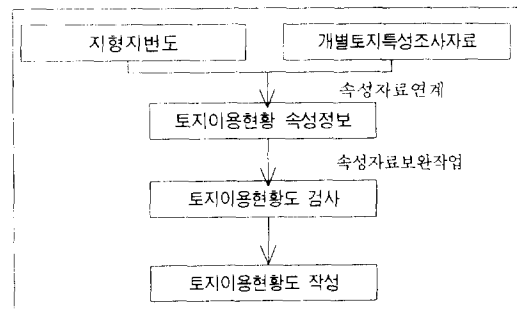 지형지번도
개별토지특성조사자료
속성자료연계
토지이용현황 속성정보
속성자료보완작업
토지이용현황도 검사
토지이용현황도 작성